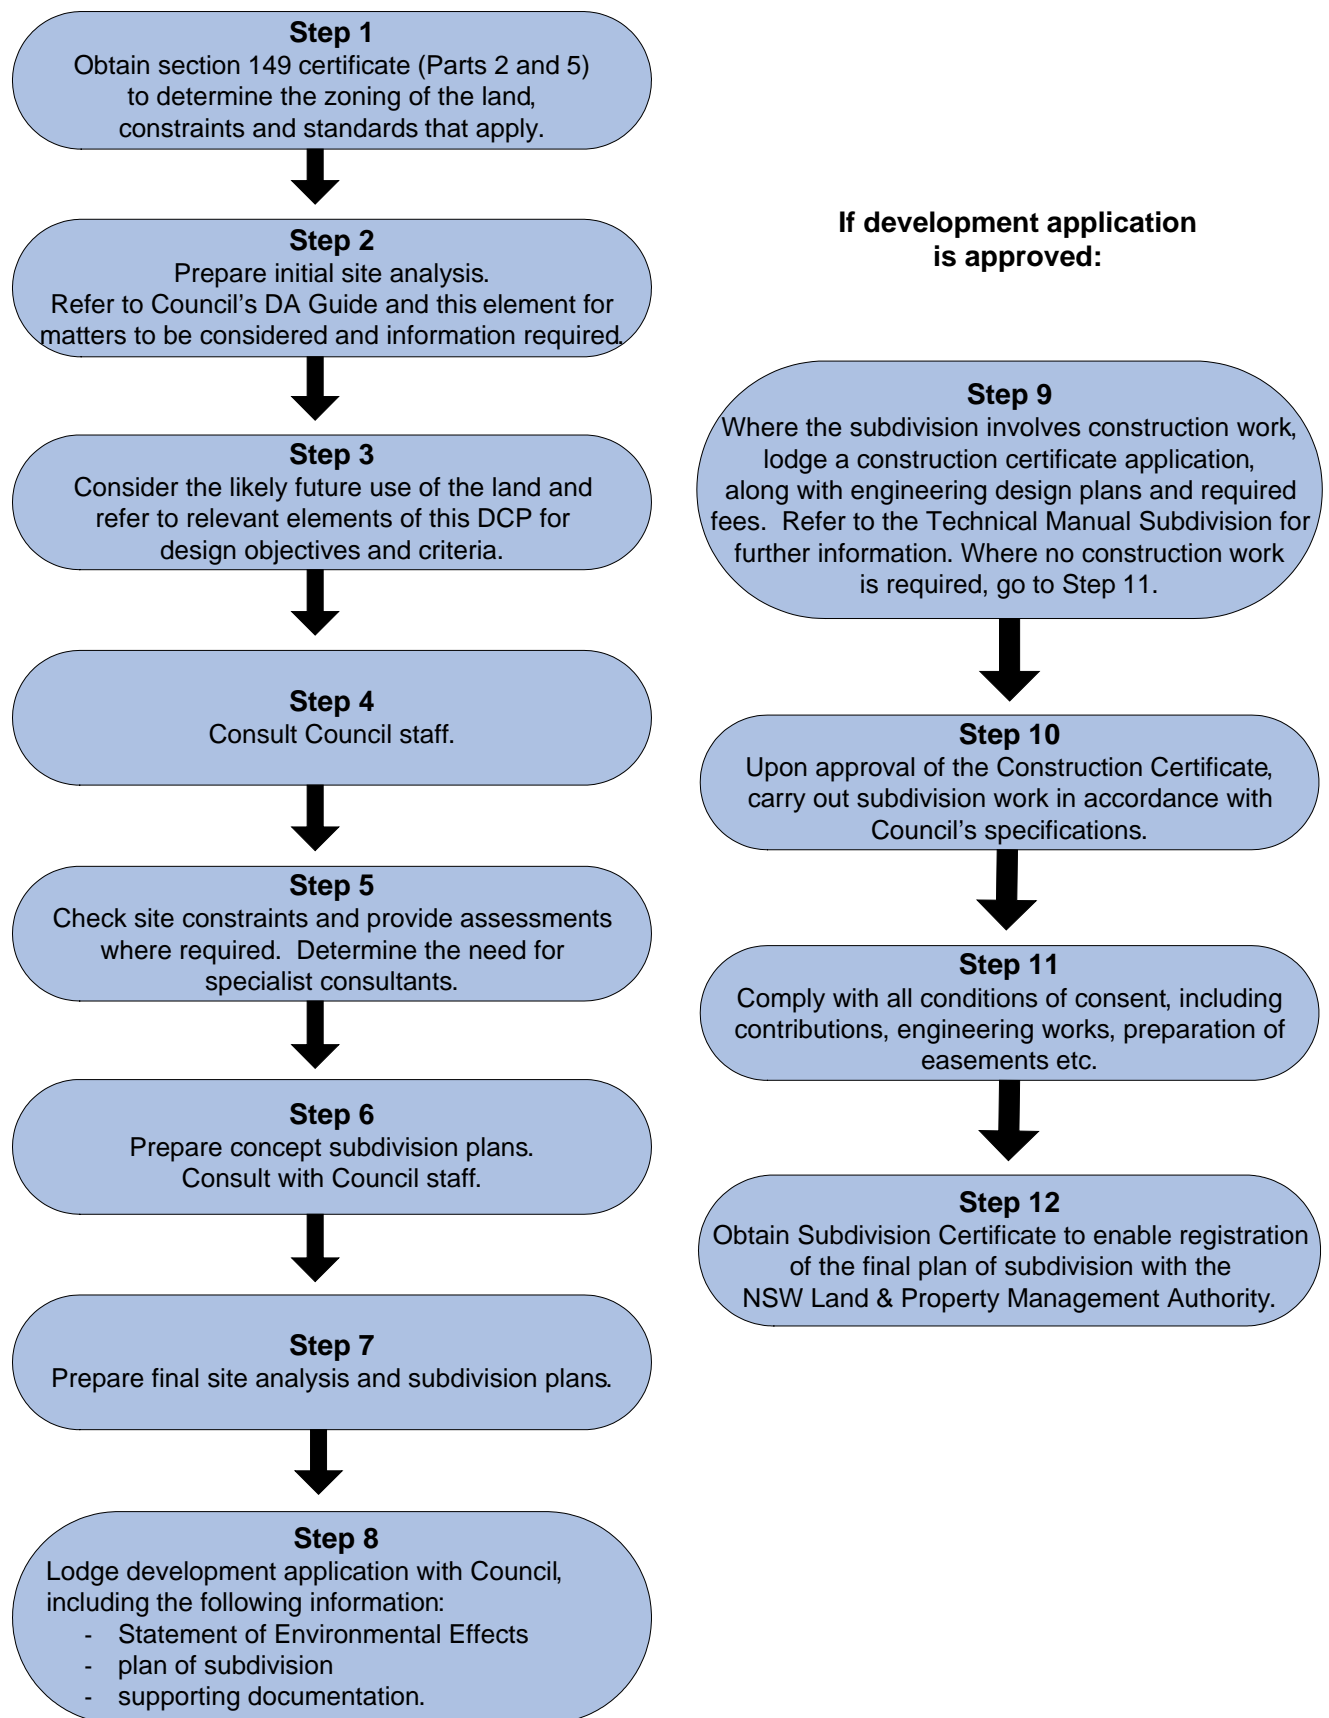 Step 1
Obtain section 149 certificate (Parts 2 and 5)
to determine the zoning of the land,
constraints and standards that apply.
Step 2
Prepare initial site analysis.
Refer to Council's DA Guide and this element for
matters to be considered and information required.
Step 3
Consider the likely future use of the land and
refer to relevant elements of this DCP for
design objectives and criteria.
Step 4
Consult Council staff.
Step 5
Check site constraints and provide assessments
where required.  Determine the need for
specialist consultants.
Step 6
Prepare concept subdivision plans.
Consult with Council staff.
Step 7
Prepare final site analysis and subdivision plans.
Step 8
Lodge development application with Council,
including the following information:
- Statement of Environmental Effects
- plan of subdivision
- supporting documentation.
If development application
is approved:
Step 9
Where the subdivision involves construction work,
lodge a construction certificate application,
along with engineering design plans and required
fees.  Refer to the Technical Manual Subdivision for
further information. Where no construction work
is required, go to Step 11.
Step 10
Upon approval of the Construction Certificate,
carry out subdivision work in accordance with
Council's specifications.
Step 11
Comply with all conditions of consent, including
contributions, engineering works, preparation of
easements etc.
Step 12
Obtain Subdivision Certificate to enable registration
of the final plan of subdivision with the
NSW Land & Property Management Authority.